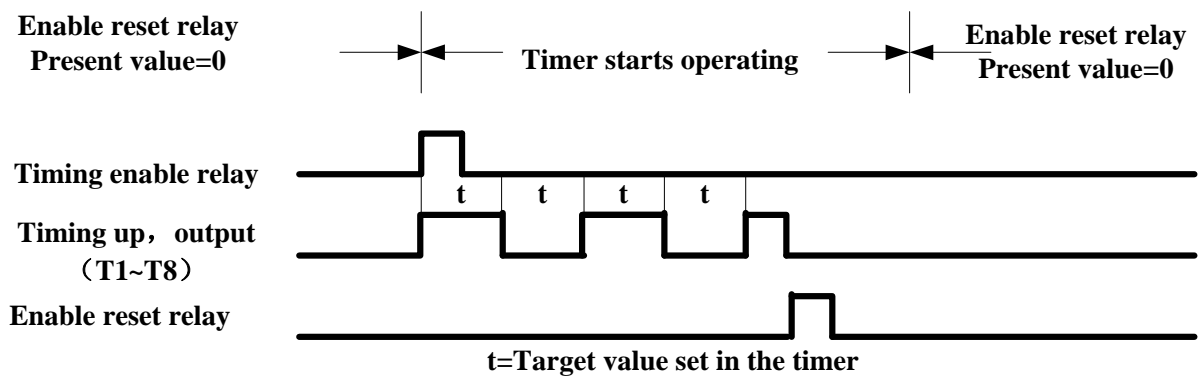 Enable reset relay
Present value=0
Timer starts operating
Enable reset relay
Present value=0
Timing enable relay
t t t t
Timing up，output
（T1~T8）
Enable reset relay
t=Target value set in the timer